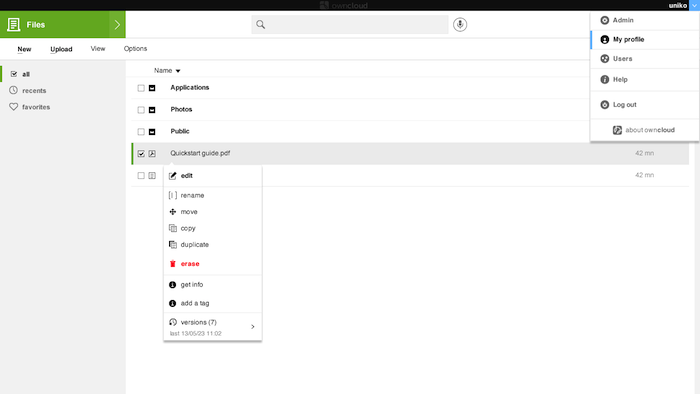 owncloud
uniko
Files
Admin
My profile
Users
Help
Log out
about owncloud
New
Upload
View
Options
all
recents
favorites
Name
Applications
Photos
Public
Quickstart guide.pdf
42 mn
42 mn
edit
rename
move
copy
duplicate
erase
get info
add a tag
versions (7)
last 13/05/23 11:02